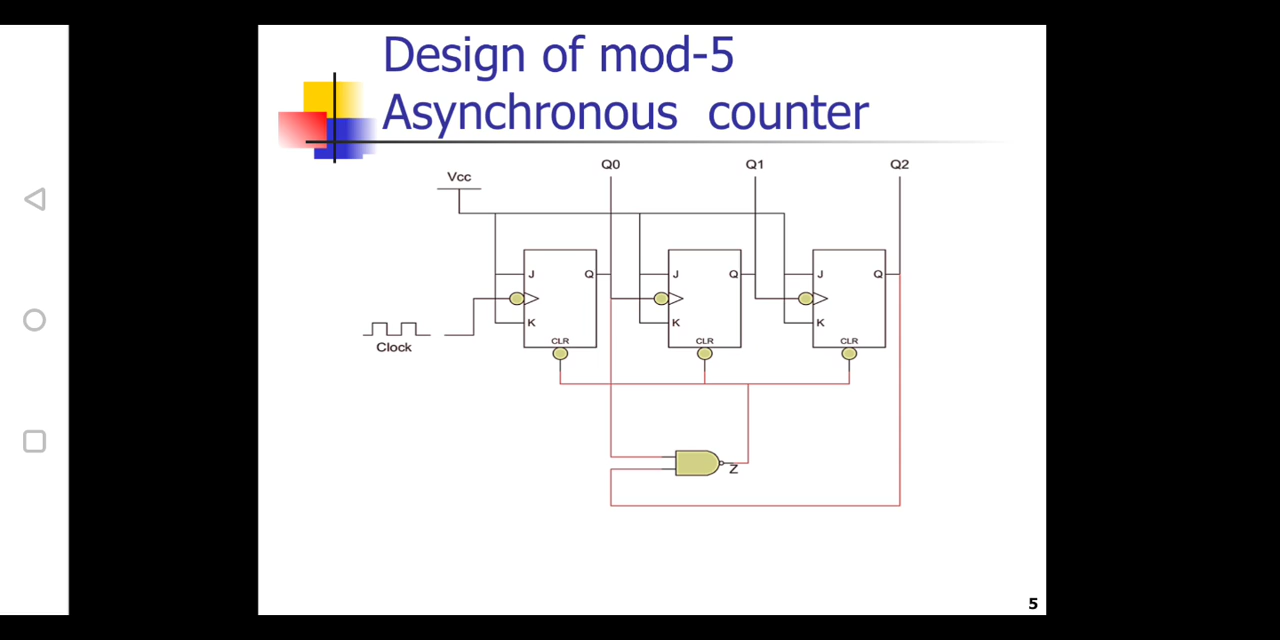 Design of mod-5
Asynchronous counter
Q0 Q1 Q2
Vcc
J Q J Q J Q
K K K
CLR CLR CLR
Clock
Z
5